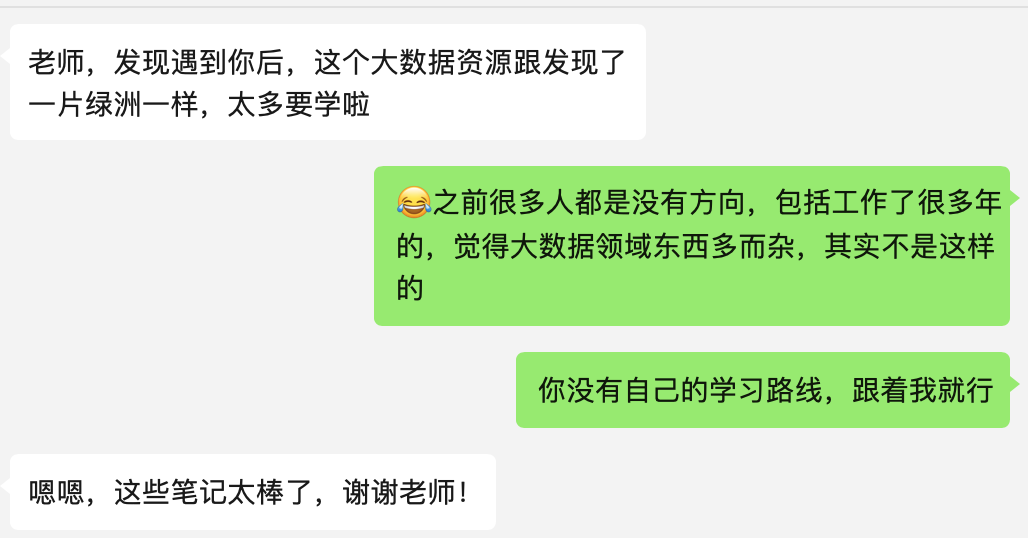 老师，发现遇到你后，这个大数据资源跟发现了
一片绿洲一样，太多要学啦
😂之前很多人都是没有方向，包括工作了很多年
的，觉得大数据领域东西多而杂，其实不是这样
的
你没有自己的学习路线，跟着我就行
嗯嗯，这些笔记太棒了，谢谢老师！